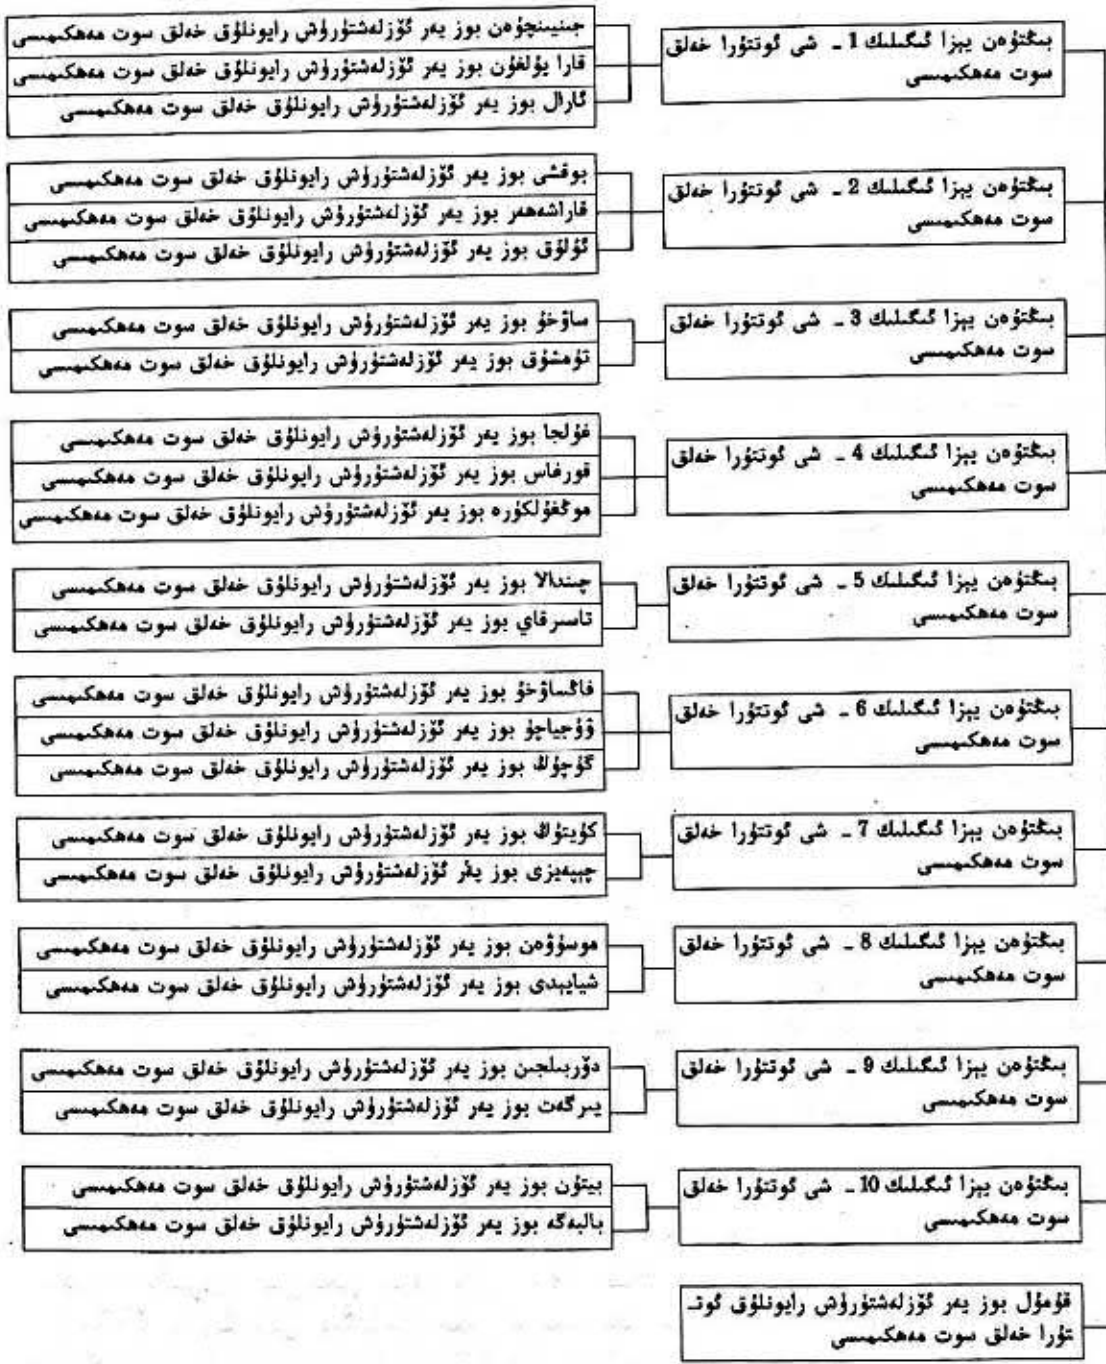 بىڭتۇەن يېزا ئىگىلىك 1 ـ شى ئوتتۇرا خەلق
سوت مەھكىمىسى
جىنيىنچۇەن بوز يەر ئۆزلەشتۈرۈش رايونلۇق خەلق سوت مەھكىمىسى
قارا يۇلغۇن بوز يەر ئۆزلەشتۈرۈش رايونلۇق خەلق سوت مەھكىمىسى
ئارال بوز يەر ئۆزلەشتۈرۈش رايونلۇق خەلق سوت مەھكىمىسى
بىڭتۇەن يېزا ئىگىلىك 2 ـ شى ئوتتۇرا خەلق
سوت مەھكىمىسى
بوقشى بوز يەر ئۆزلەشتۈرۈش رايونلۇق خەلق سوت مەھكىمىسى
قاراشەھەر بوز يەر ئۆزلەشتۈرۈش رايونلۇق خەلق سوت مەھكىمىسى
ئۇلۇق بوز يەر ئۆزلەشتۈرۈش رايونلۇق خەلق سوت مەھكىمىسى
بىڭتۇەن يېزا ئىگىلىك 3 ـ شى ئوتتۇرا خەلق
سوت مەھكىمىسى
ساۋخۇ بوز يەر ئۆزلەشتۈرۈش رايونلۇق خەلق سوت مەھكىمىسى
تۇمشۇق بوز يەر ئۆزلەشتۈرۈش رايونلۇق خەلق سوت مەھكىمىسى
بىڭتۇەن يېزا ئىگىلىك 4 ـ شى ئوتتۇرا خەلق
سوت مەھكىمىسى
غۇلجا بوز يەر ئۆزلەشتۈرۈش رايونلۇق خەلق سوت مەھكىمىسى
قورغاس بوز يەر ئۆزلەشتۈرۈش رايونلۇق خەلق سوت مەھكىمىسى
موڭغۇلكۈرە بوز يەر ئۆزلەشتۈرۈش رايونلۇق خەلق سوت مەھكىمىسى
بىڭتۇەن يېزا ئىگىلىك 5 ـ شى ئوتتۇرا خەلق
سوت مەھكىمىسى
چىندالا بوز يەر ئۆزلەشتۈرۈش رايونلۇق خەلق سوت مەھكىمىسى
تاسىرقاي بوز يەر ئۆزلەشتۈرۈش رايونلۇق خەلق سوت مەھكىمىسى
بىڭتۇەن يېزا ئىگىلىك 6 ـ شى ئوتتۇرا خەلق
سوت مەھكىمىسى
فاڭساۋخۇ بوز يەر ئۆزلەشتۈرۈش رايونلۇق خەلق سوت مەھكىمىسى
ۋۇجياچۇ بوز يەر ئۆزلەشتۈرۈش رايونلۇق خەلق سوت مەھكىمىسى
گۇچۇڭ بوز يەر ئۆزلەشتۈرۈش رايونلۇق خەلق سوت مەھكىمىسى
بىڭتۇەن يېزا ئىگىلىك 7 ـ شى ئوتتۇرا خەلق
سوت مەھكىمىسى
كۈيتۇڭ بوز يەر ئۆزلەشتۈرۈش رايونلۇق خەلق سوت مەھكىمىسى
چېپەيزى بوز يەر ئۆزلەشتۈرۈش رايونلۇق خەلق سوت مەھكىمىسى
بىڭتۇەن يېزا ئىگىلىك 8 ـ شى ئوتتۇرا خەلق
سوت مەھكىمىسى
موسۇۋەن بوز يەر ئۆزلەشتۈرۈش رايونلۇق خەلق سوت مەھكىمىسى
شيايېدى بوز يەر ئۆزلەشتۈرۈش رايونلۇق خەلق سوت مەھكىمىسى
بىڭتۇەن يېزا ئىگىلىك 9 ـ شى ئوتتۇرا خەلق
سوت مەھكىمىسى
دۆربىلجىن بوز يەر ئۆزلەشتۈرۈش رايونلۇق خەلق سوت مەھكىمىسى
يىرگەت بوز يەر ئۆزلەشتۈرۈش رايونلۇق خەلق سوت مەھكىمىسى
بىڭتۇەن يېزا ئىگىلىك 10 ـ شى ئوتتۇرا خەلق
سوت مەھكىمىسى
بېيتۈن بوز يەر ئۆزلەشتۈرۈش رايونلۇق خەلق سوت مەھكىمىسى
بالبەگە بوز يەر ئۆزلەشتۈرۈش رايونلۇق خەلق سوت مەھكىمىسى
قۇمۇل بوز يەر ئۆزلەشتۈرۈش رايونلۇق ئوتـ
تۇرا خەلق سوت مەھكىمىسى